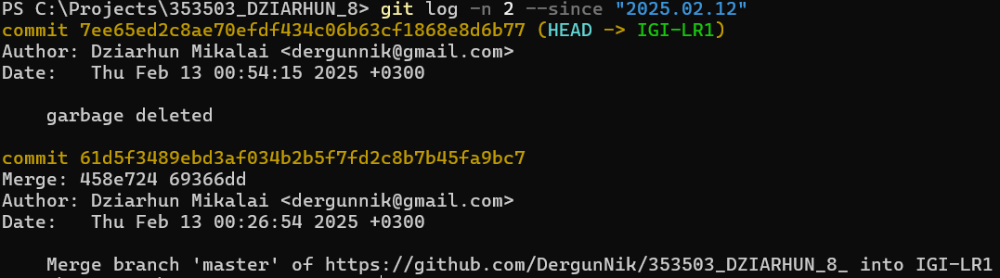 PS C:\Projects\353503_DZIARHUN_8> git log -n 2 --since "2025.02.12"
commit 7ee65ed2c8ae70efdf434c06b63cf1868e8d6b77 (HEAD -> IGI-LR1)
Author: Dziarhun Mikalai <dergunnik@gmail.com>
Date:   Thu Feb 13 00:54:15 2025 +0300
    garbage deleted
commit 61d5f3489ebd3af034b2b5f7fd2c8b7b45fa9bc7
Merge: 458e724 69366dd
Author: Dziarhun Mikalai <dergunnik@gmail.com>
Date:   Thu Feb 13 00:26:54 2025 +0300
    Merge branch 'master' of https://github.com/DergunNik/353503_DZIARHUN_8_ into IGI-LR1